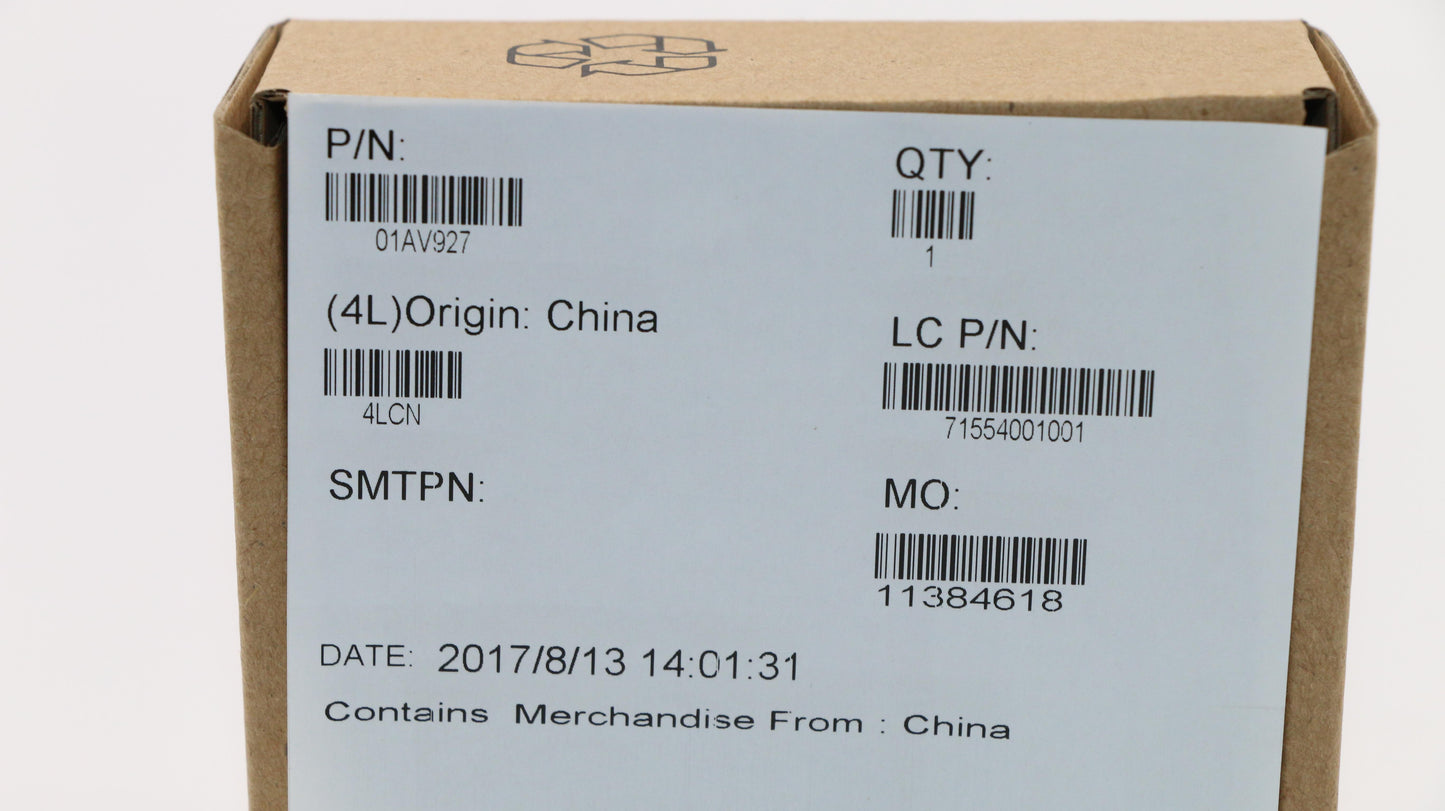 P/N:
01AV927
QTY:
1
(4L)Origin: China
4LCN
LC P/N:
71554001001
SMTPN:
MO:
11384618
DATE: 2017/8/13 14:01:31
Contains Merchandise From : China